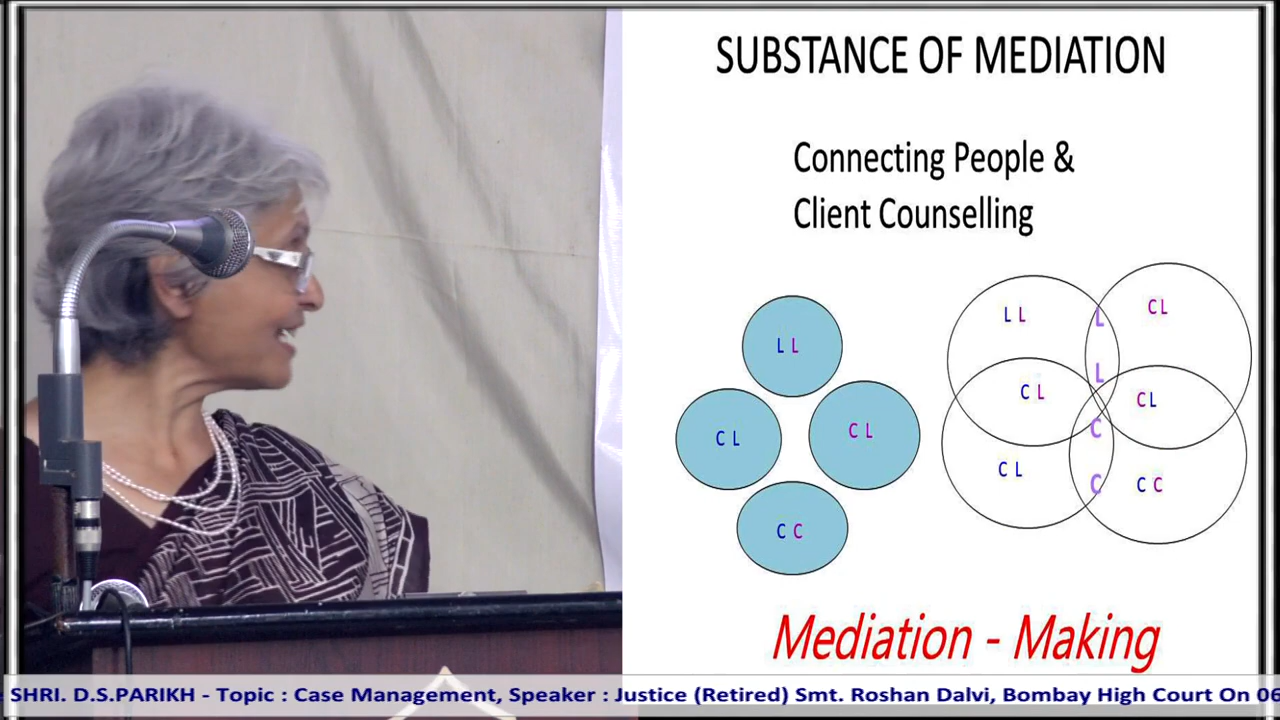 SUBSTANCE OF MEDIATION
Connecting People &
Client Counselling
L L
C L
C L
C C
L L
C L
C L
C L
C L
C C
L
L
C
C
Mediation - Making
SHRI. D.S.PARIKH - Topic : Case Management, Speaker : Justice (Retired) Smt. Roshan Dalvi, Bombay High Court On 06